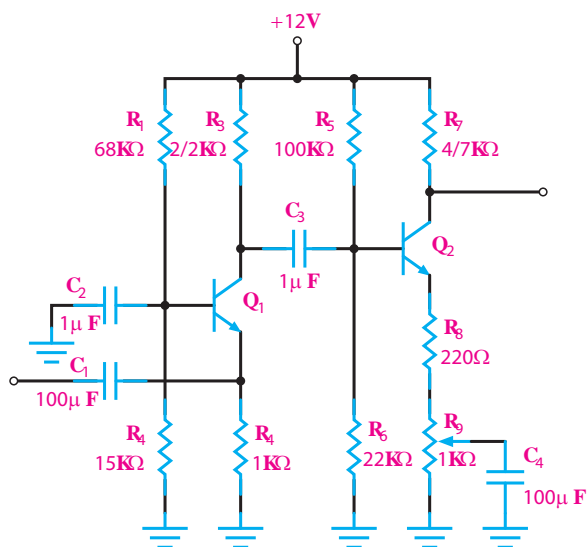 +12V
R1
68KΩ
R3
2/2KΩ
R5
100KΩ
R7
4/7KΩ
C3
1µ F
Q2
C2
1µ F
Q1
R8
220Ω
C1
100µ F
R4
15KΩ
R4
1KΩ
R6
22KΩ
R9
1KΩ
C4
100µ F